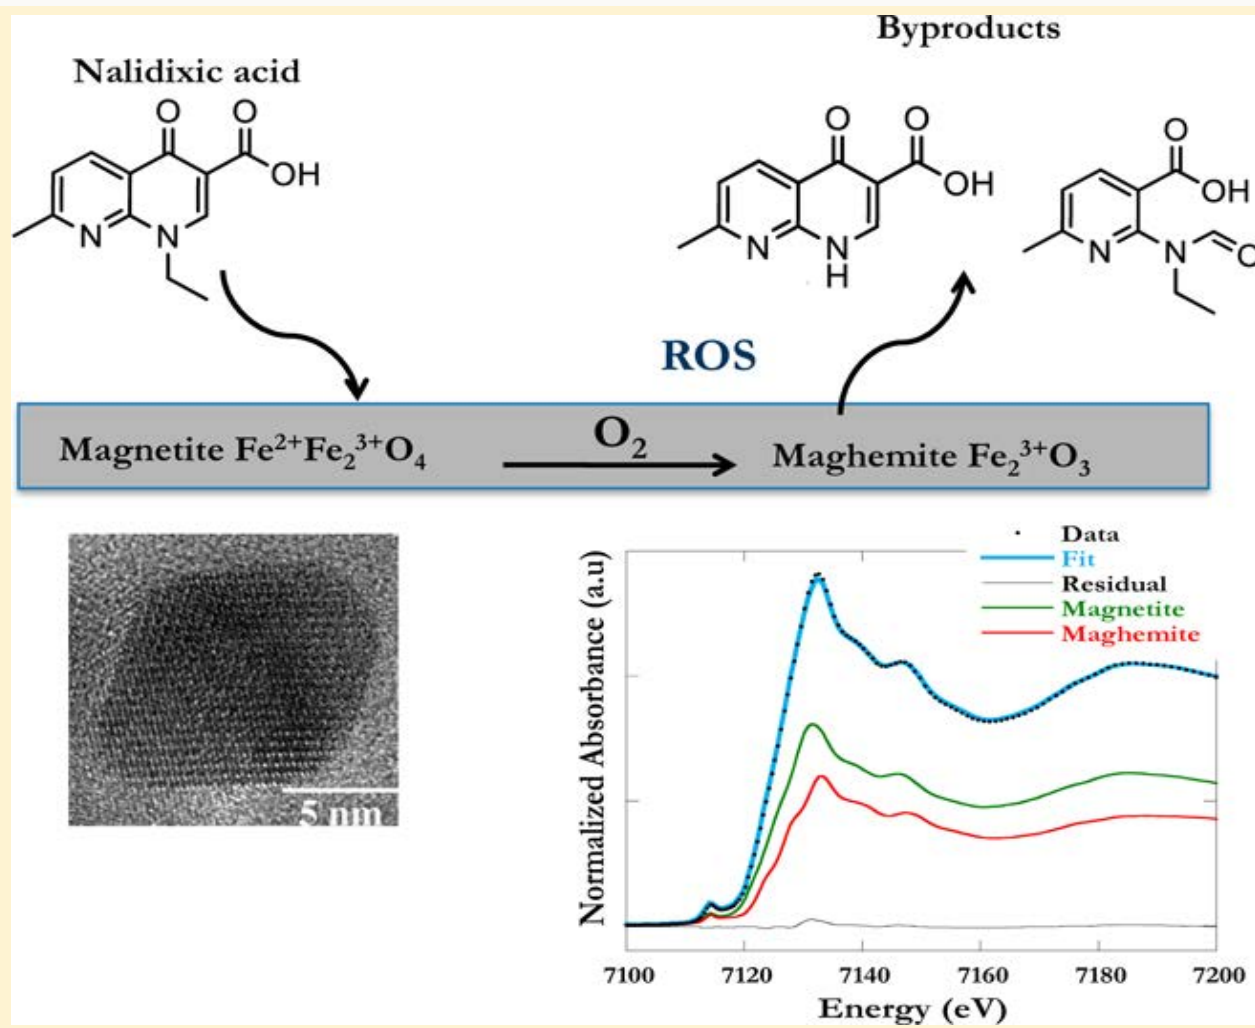 Byproducts
Nalidixic acid
O
O
OH
N
N
O
O
OH
N
N
H
O
OH
N
N
O
ROS
Magnetite Fe²⁺Fe₂³⁺O₄
O₂
Maghemite Fe₂³⁺O₃
5 nm
Data
Fit
Residual
Magnetite
Maghemite
Normalized Absorbance (a.u)
7100 7120 7140 7160 7180 7200
Energy (eV)